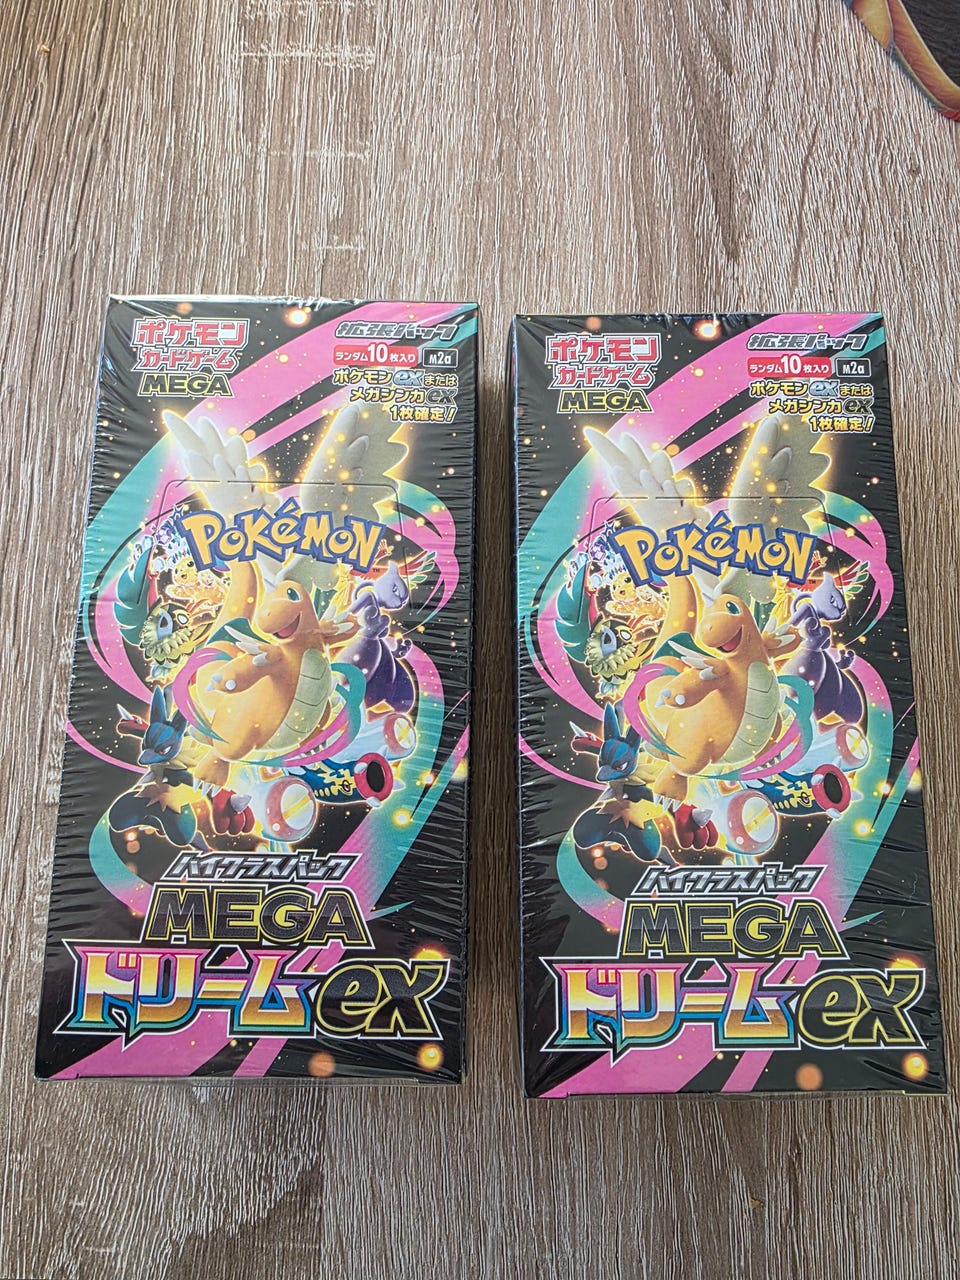 ポケモン
カードゲーム
MEGA
拡張パック
ランダム10枚入り m2a
ポケモンexまたは
メガシンカex
1枚確定!
POKéMON
ハイクラスパック
MEGA
ドリームex
ポケモン
カードゲーム
MEGA
拡張パック
ランダム10枚入り m2a
ポケモンexまたは
メガシンカex
1枚確定!
POKéMON
ハイクラスパック
MEGA
ドリームex